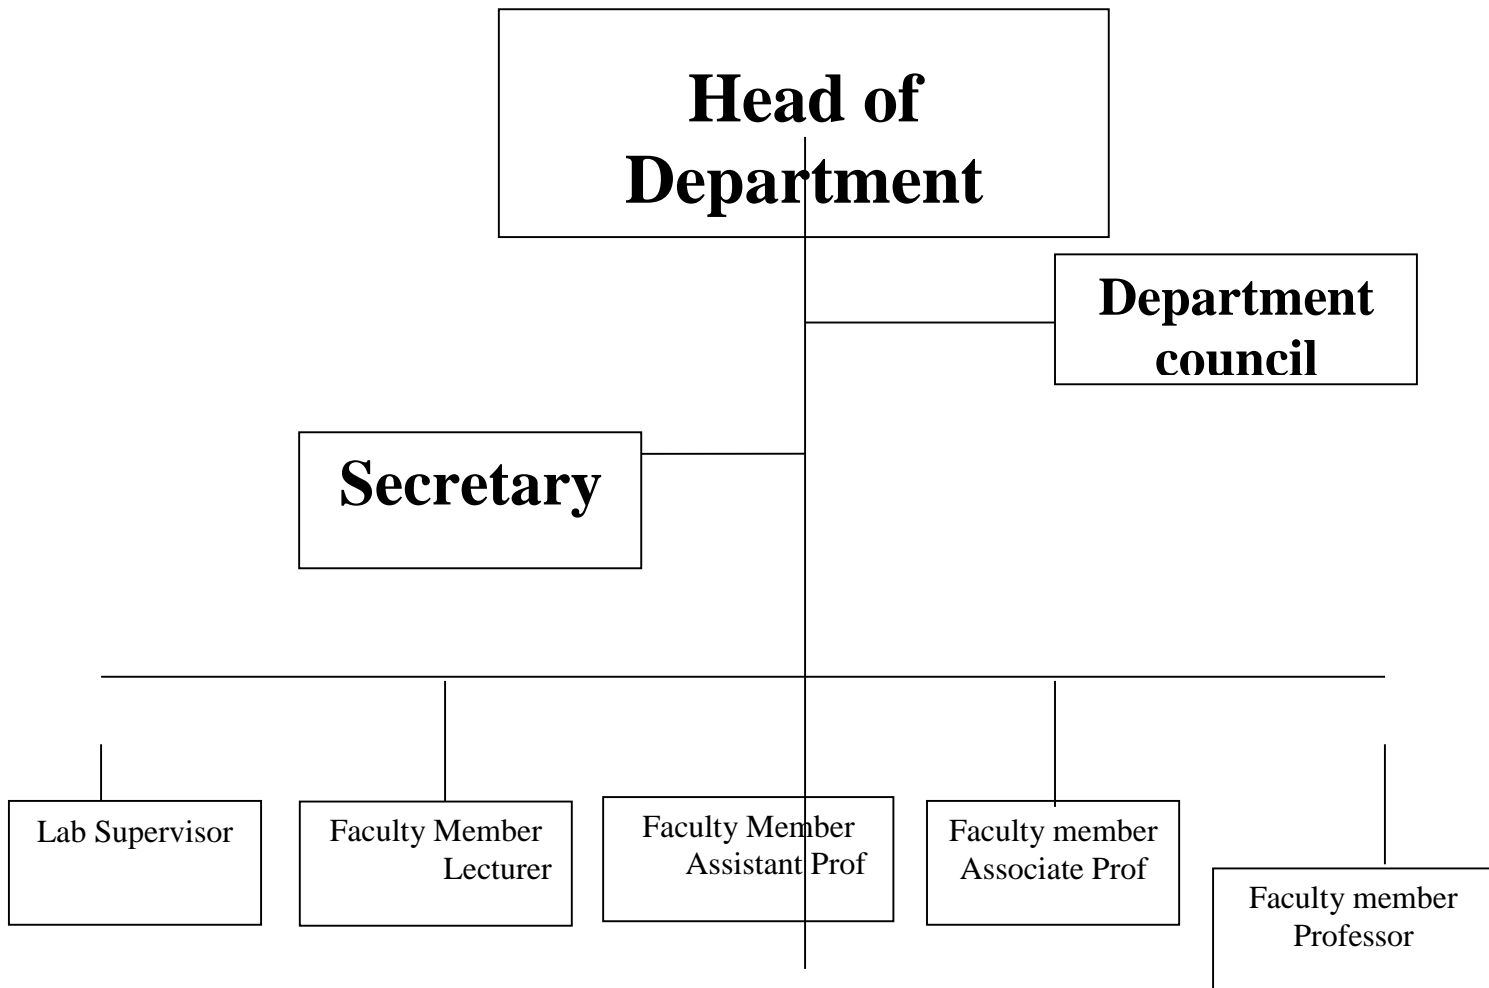 Head of
Department
Department
council
Secretary
Lab Supervisor
Faculty Member
Lecturer
Faculty Member
Assistant Prof
Faculty member
Associate Prof
Faculty member
Professor